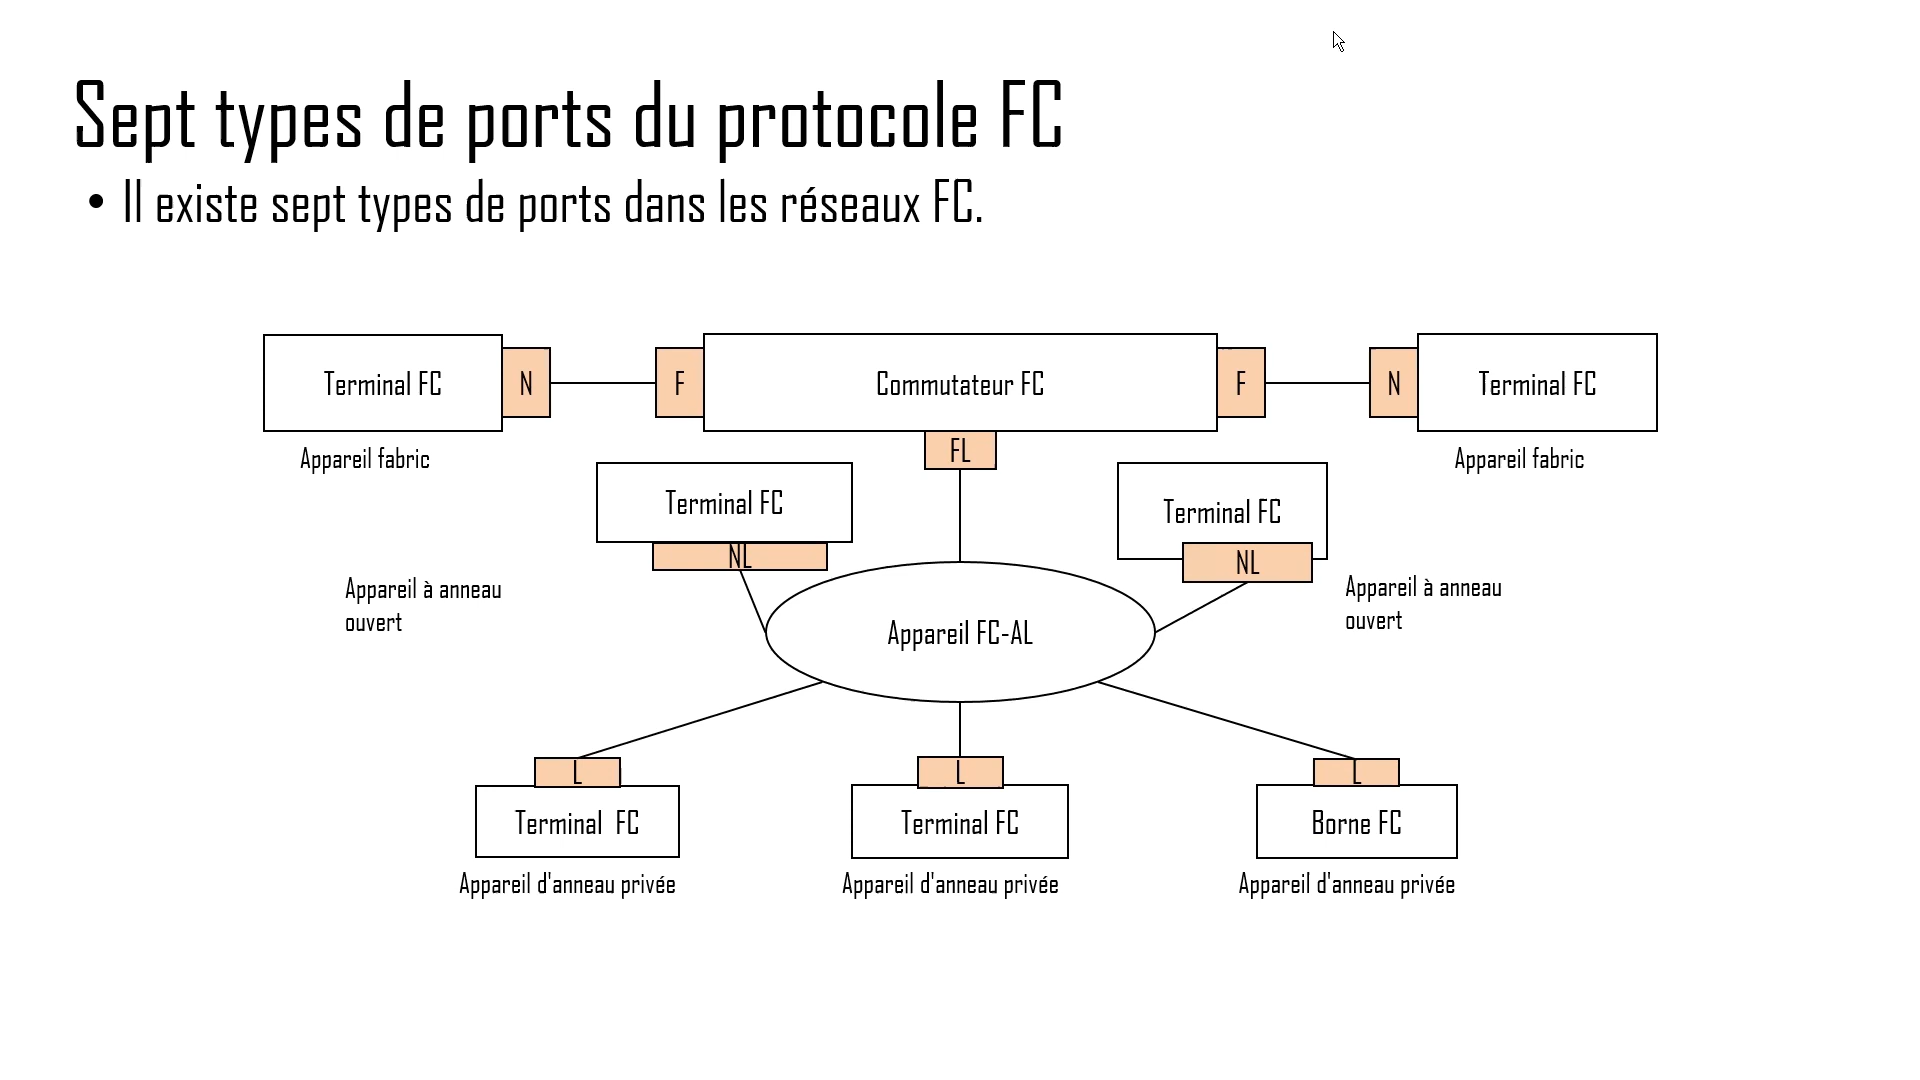 Sept types de ports du protocole FC
• Il existe sept types de ports dans les réseaux FC.
Terminal FC
N
F
Commutateur FC
F
N
Terminal FC
Appareil fabric
FL
Appareil fabric
Terminal FC
NL
Terminal FC
NL
Appareil à anneau
ouvert
Appareil à anneau
ouvert
Appareil FC-AL
L
L
L
Terminal FC
Terminal FC
Borne FC
Appareil d'anneau privée
Appareil d'anneau privée
Appareil d'anneau privée